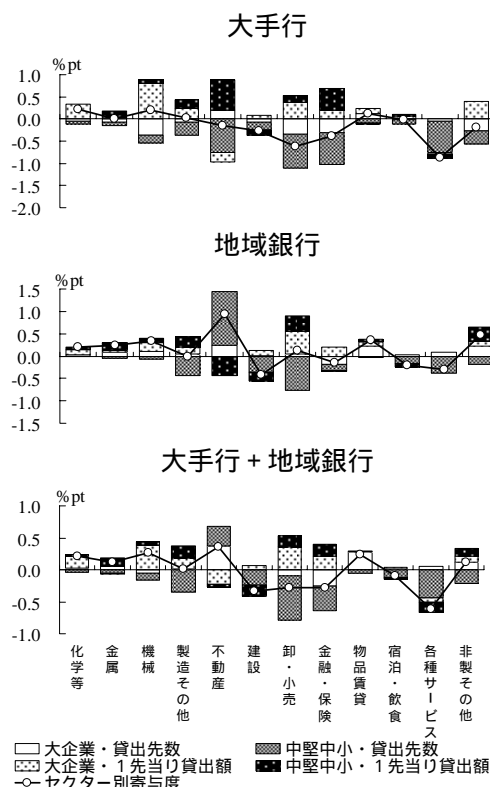 大手行
%pt
1.0
0.5
0.0
-0.5
-1.0
-1.5
-2.0
地域銀行
%pt
1.5
1.0
0.5
0.0
-0.5
-1.0
-1.5
大手行+地域銀行
%pt
1.0
0.5
0.0
-0.5
-1.0
化学等
金属
機械
製造その他
不動産
建設
卸・小売
金融・保険
物品賃貸
宿泊・飲食
各種サービス
非製その他
大企業・貸出先数
中堅中小・貸出先数
大企業・1先当り貸出額
中堅中小・1先当り貸出額
セクター別寄与度